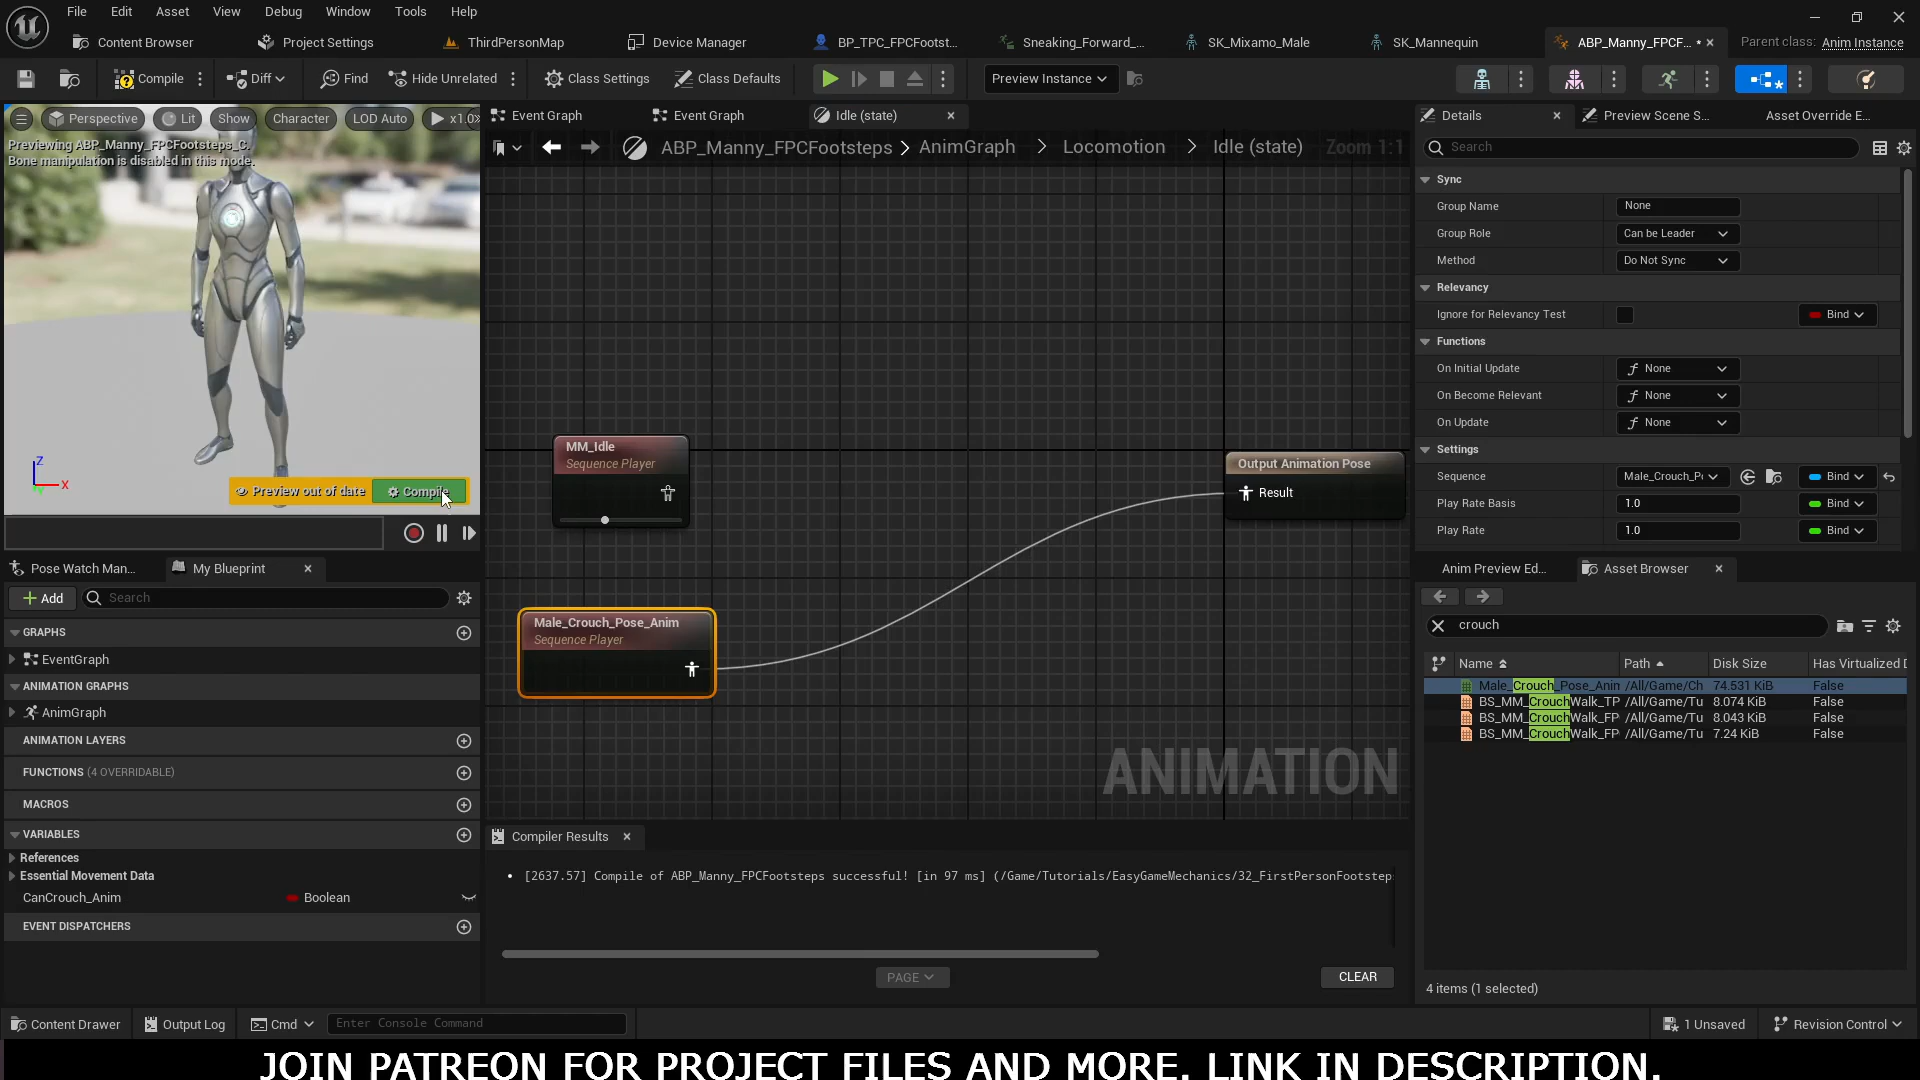 File Edit Asset View Debug Window Tools Help
Content Browser Project Settings ThirdPersonMap Device Manager BP_TPC_FPCFootst... Sneaking_Forward_... SK_Mixamo_Male SK_Mannequin ABP_Manny_FPCF... * Parent class: Anim Instance
Compile Diff Find Hide Unrelated Class Settings Class Defaults Preview Instance
Perspective Lit Show Character LOD Auto x1.0
Previewing ABP_Manny_FPCFootsteps_C.
Bone manipulation is disabled in this mode.
Z
X
Y
Preview out of date Compile
Event Graph Event Graph Idle (state)
ABP_Manny_FPCFootsteps > AnimGraph > Locomotion > Idle (state) Zoom 1:1
MM_Idle
Sequence Player
Male_Crouch_Pose_Anim
Sequence Player
Output Animation Pose
Result
ANIMATION
Details Preview Scene S... Asset Override E...
Search
Sync
Group Name None
Group Role Can be Leader
Method Do Not Sync
Relevancy
Ignore for Relevancy Test Bind
Functions
On Initial Update None
On Become Relevant None
On Update None
Settings
Sequence Male_Crouch_P Bind
Play Rate Basis 1.0 Bind
Play Rate 1.0 Bind
Pose Watch Man... My Blueprint
Add Search
GRAPHS
EventGraph
ANIMATION GRAPHS
AnimGraph
ANIMATION LAYERS
FUNCTIONS (4 OVERRIDABLE)
MACROS
VARIABLES
References
Essential Movement Data
CanCrouch_Anim Boolean
EVENT DISPATCHERS
Compiler Results
[2637.57] Compile of ABP_Manny_FPCFootsteps successful! [in 97 ms] (/Game/Tutorials/EasyGameMechanics/32_FirstPersonFootstep
PAGE CLEAR
Anim Preview Ed... Asset Browser
crouch
Name Path Disk Size Has Virtualized D
Male_Crouch_Pose_Anin /All/Game/Ch 74.531 KiB False
BS_MM_CrouchWalk_TP /All/Game/Tu 8.074 KiB False
BS_MM_CrouchWalk_FP /All/Game/Tu 8.043 KiB False
BS_MM_CrouchWalk_FP /All/Game/Tu 7.24 KiB False
4 items (1 selected)
Content Drawer Output Log Cmd Enter Console Command 1 Unsaved Revision Control
JOIN PATREON FOR PROJECT FILES AND MORE. LINK IN DESCRIPTION.